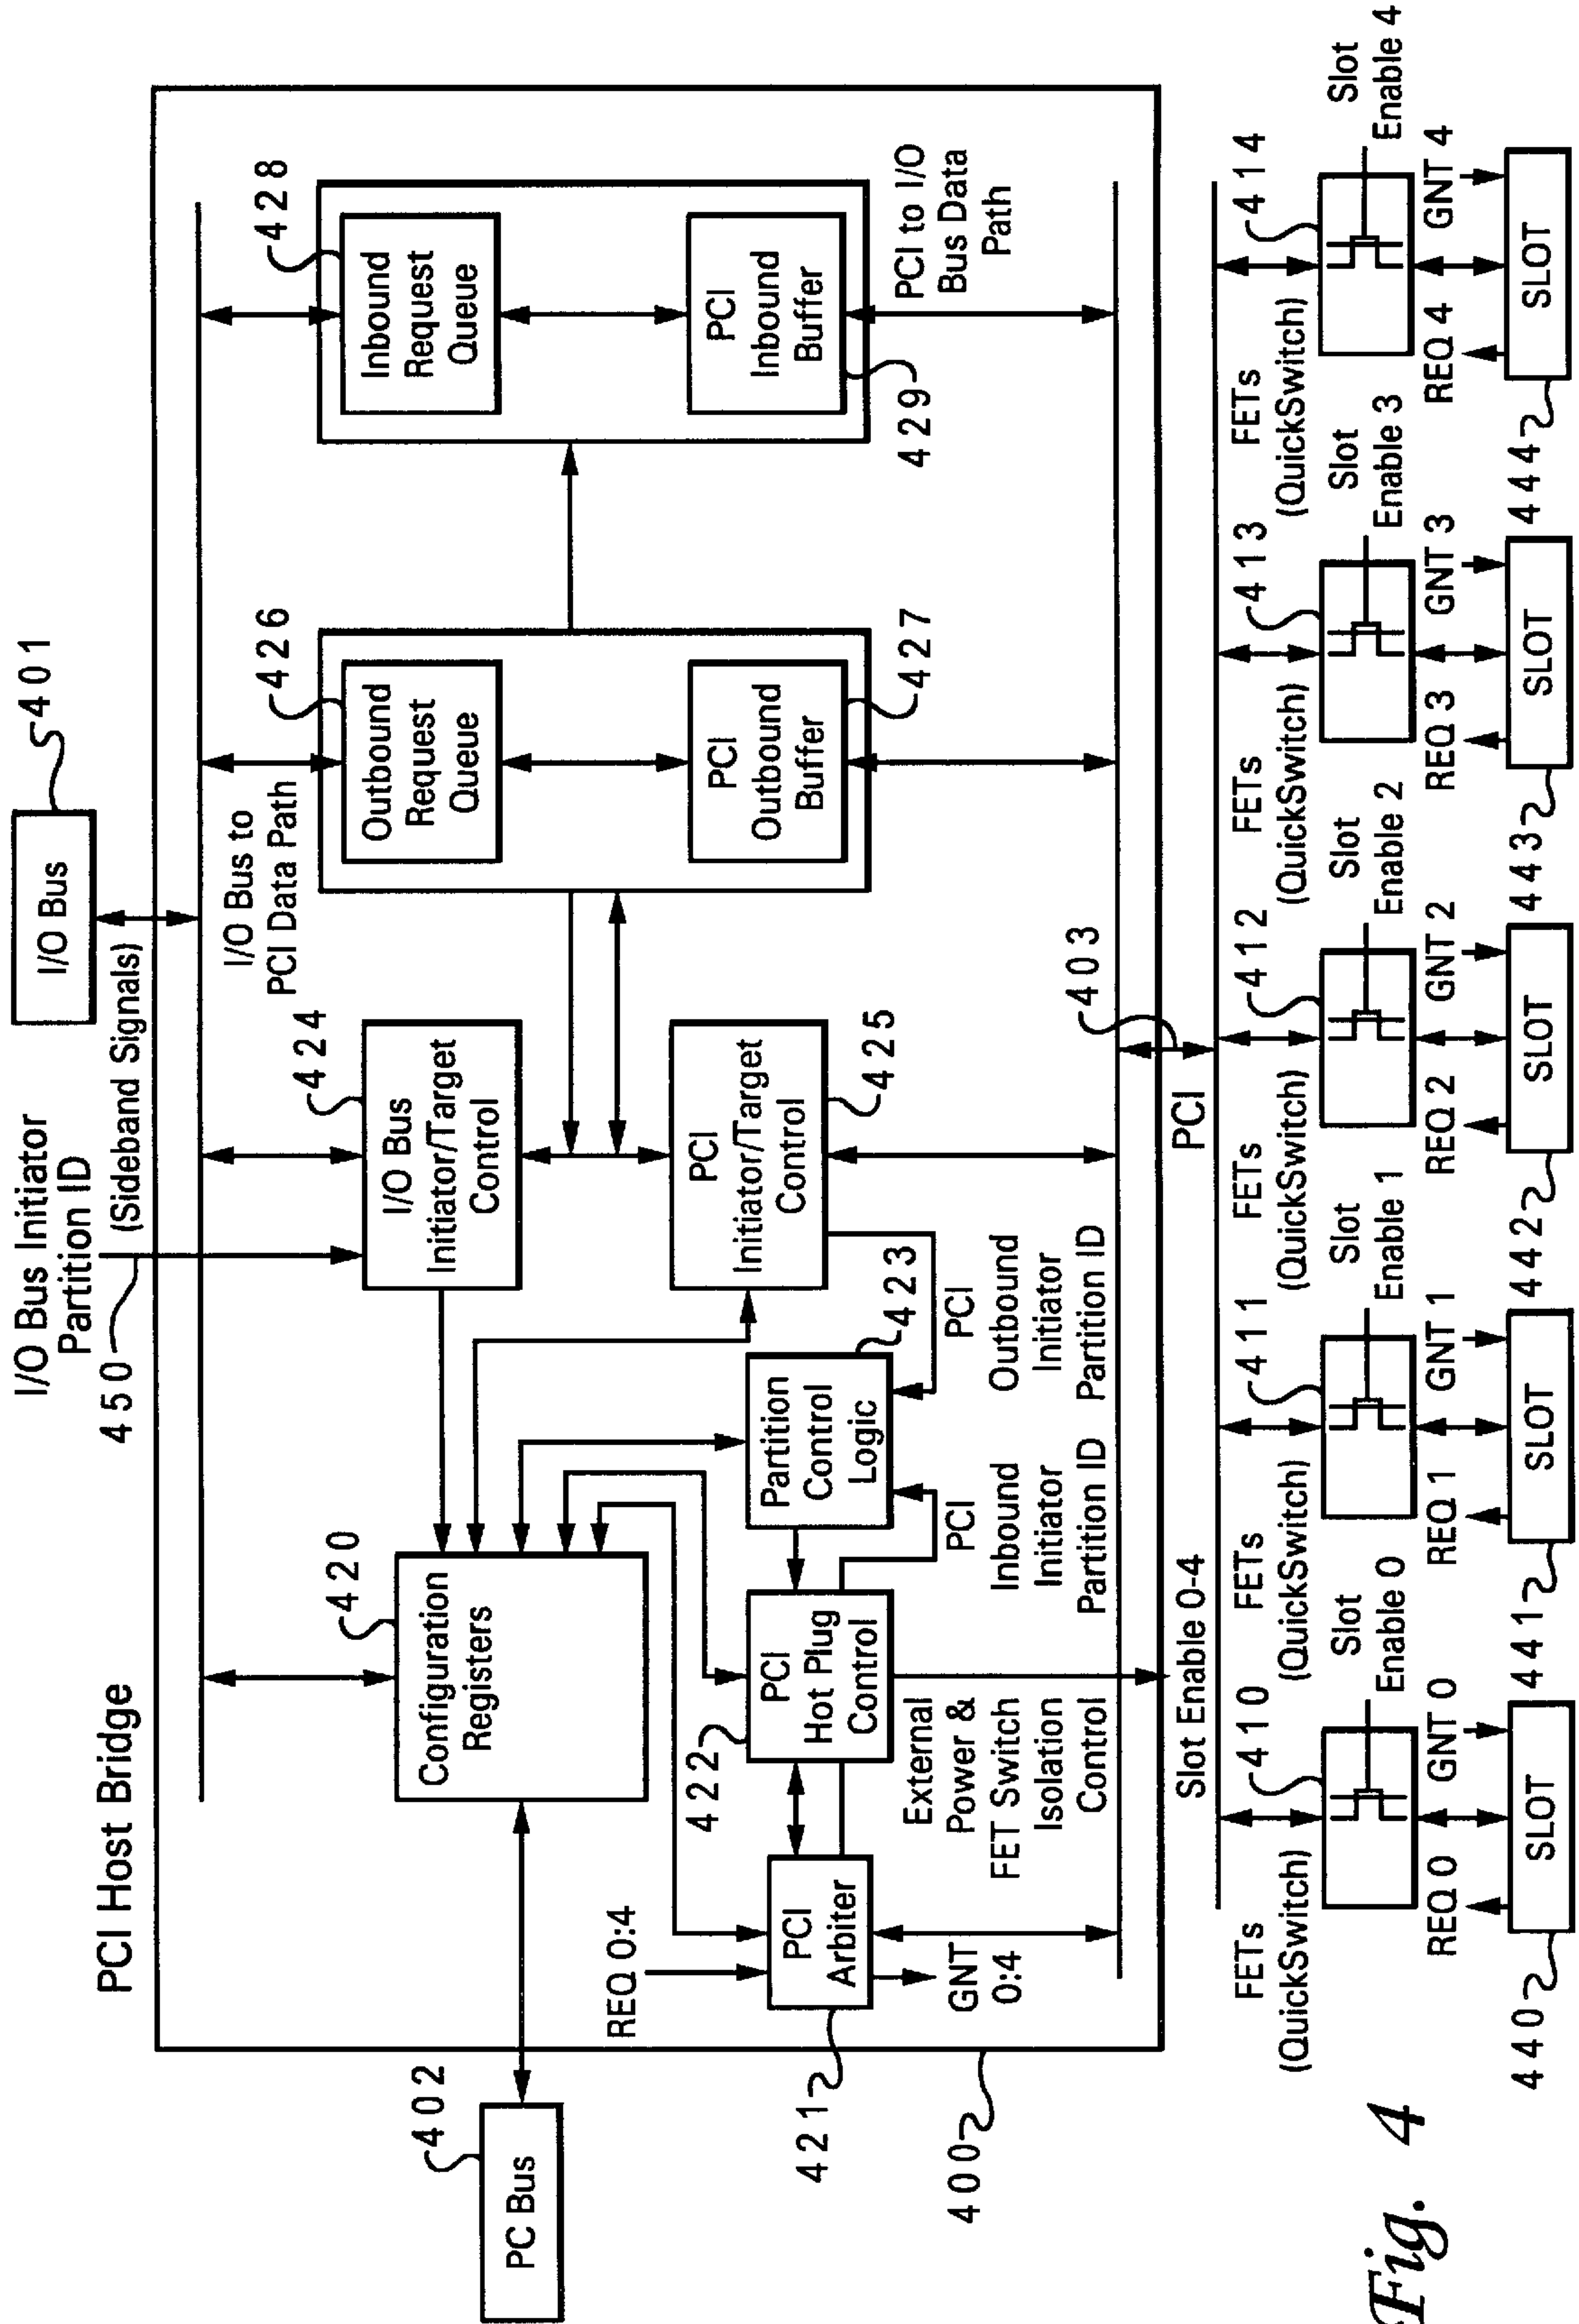 I/O Bus Initiator
Partition ID
450
(Sideband Signals)
I/O Bus
401
PCI Host Bridge
PC Bus
402
Configuration
Registers
420
I/O Bus
Initiator/Target
Control
424
I/O Bus to
PCI Data Path
Outbound
Request
Queue
426
Inbound
Request
Queue
428
REQ 0:4
PCI
Arbiter
421
GNT
0:4
400
PCI
Hot Plug
Control
422
Partition
Control
Logic
423
PCI
Initiator/Target
Control
425
PCI
Outbound
Buffer
427
PCI
Inbound
Buffer
429
PCI to I/O
Bus Data
Path
External
Power &
FET Switch
Isolation
Control
PCI
Inbound
Initiator
Partition ID
PCI
Outbound
Initiator
Partition ID
403
PCI
Slot Enable 0-4
FETs
(QuickSwitch)
410
Slot
Enable 0
REQ 0
GNT 0
SLOT
440
FETs
(QuickSwitch)
411
Slot
Enable 1
REQ 1
GNT 1
SLOT
441
FETs
(QuickSwitch)
412
Slot
Enable 2
REQ 2
GNT 2
SLOT
442
FETs
(QuickSwitch)
413
Slot
Enable 3
REQ 3
GNT 3
SLOT
443
FETs
(QuickSwitch)
414
Slot
Enable 4
REQ 4
GNT 4
SLOT
444
Fig. 4